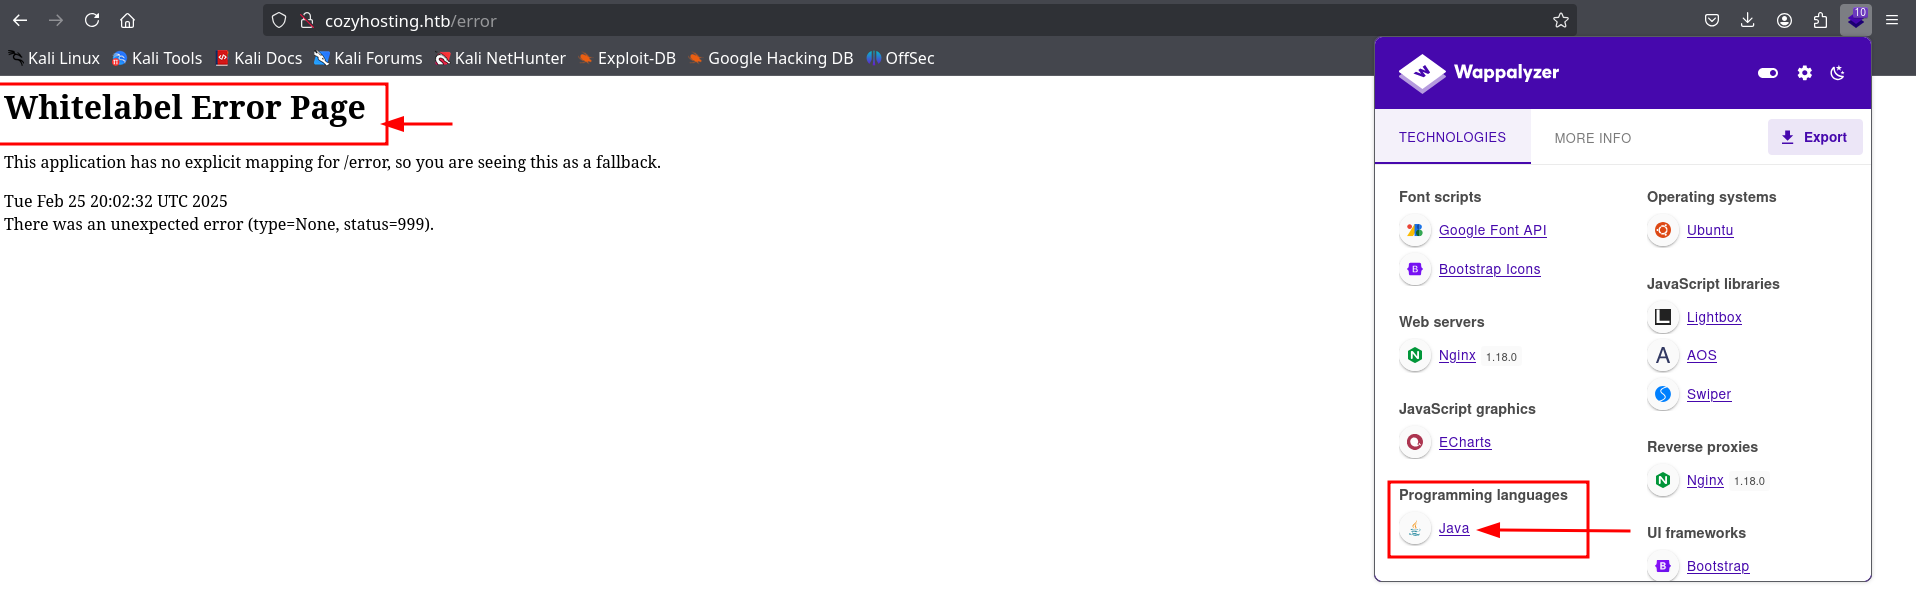 cozyhosting.htb/error
10
Kali Linux Kali Tools Kali Docs Kali Forums Kali NetHunter Exploit-DB Google Hacking DB OffSec
Whitelabel Error Page
This application has no explicit mapping for /error, so you are seeing this as a fallback.
Tue Feb 25 20:02:32 UTC 2025
There was an unexpected error (type=None, status=999).
Wappalyzer
TECHNOLOGIES
MORE INFO
Export
Font scripts
Google Font API
Bootstrap Icons
Web servers
Nginx 1.18.0
JavaScript graphics
ECharts
Programming languages
Java
Operating systems
Ubuntu
JavaScript libraries
Lightbox
AOS
Swiper
Reverse proxies
Nginx 1.18.0
UI frameworks
Bootstrap